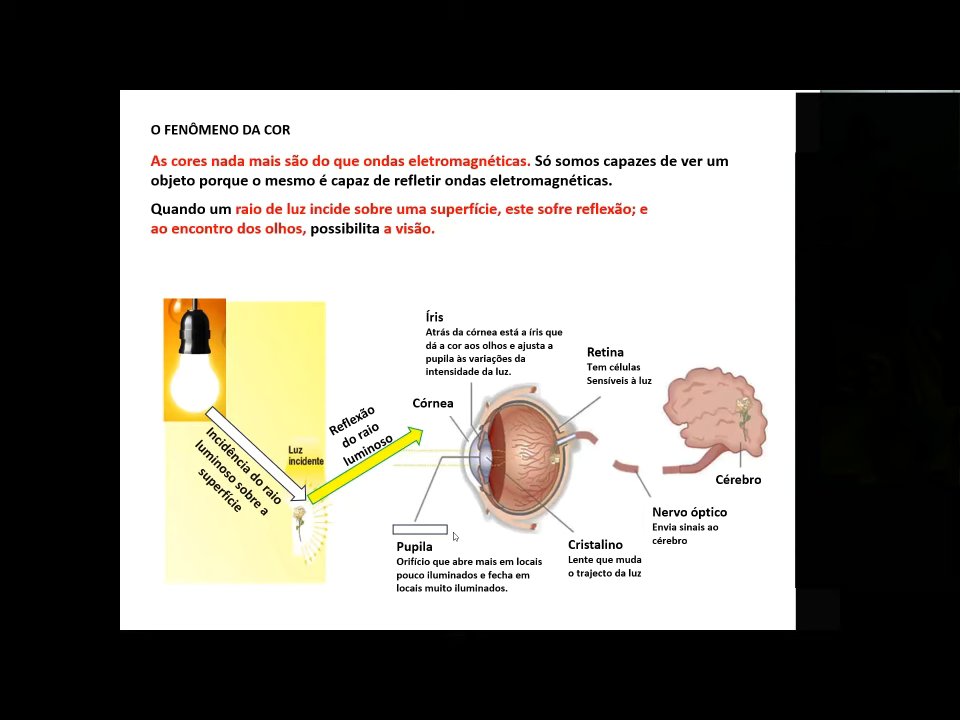 O FENÔMENO DA COR
As cores nada mais são do que ondas eletromagnéticas. Só somos capazes de ver um
objeto porque o mesmo é capaz de refletir ondas eletromagnéticas.
Quando um raio de luz incide sobre uma superfície, este sofre reflexão; e
ao encontro dos olhos, possibilita a visão.
Íris
Atrás da córnea está a íris que
dá a cor aos olhos e ajusta a
pupila às variações da
intensidade da luz.
Retina
Tem células
Sensíveis à luz
Córnea
Reflexão
do raio
luminoso
Luz
incidente
Incidência do raio
luminoso sobre a
superfície
Cérebro
Nervo óptico
Envia sinais ao
cérebro
Pupila
Orifício que abre mais em locais
pouco iluminados e fecha em
locais muito iluminados.
Cristalino
Lente que muda
o trajecto da luz